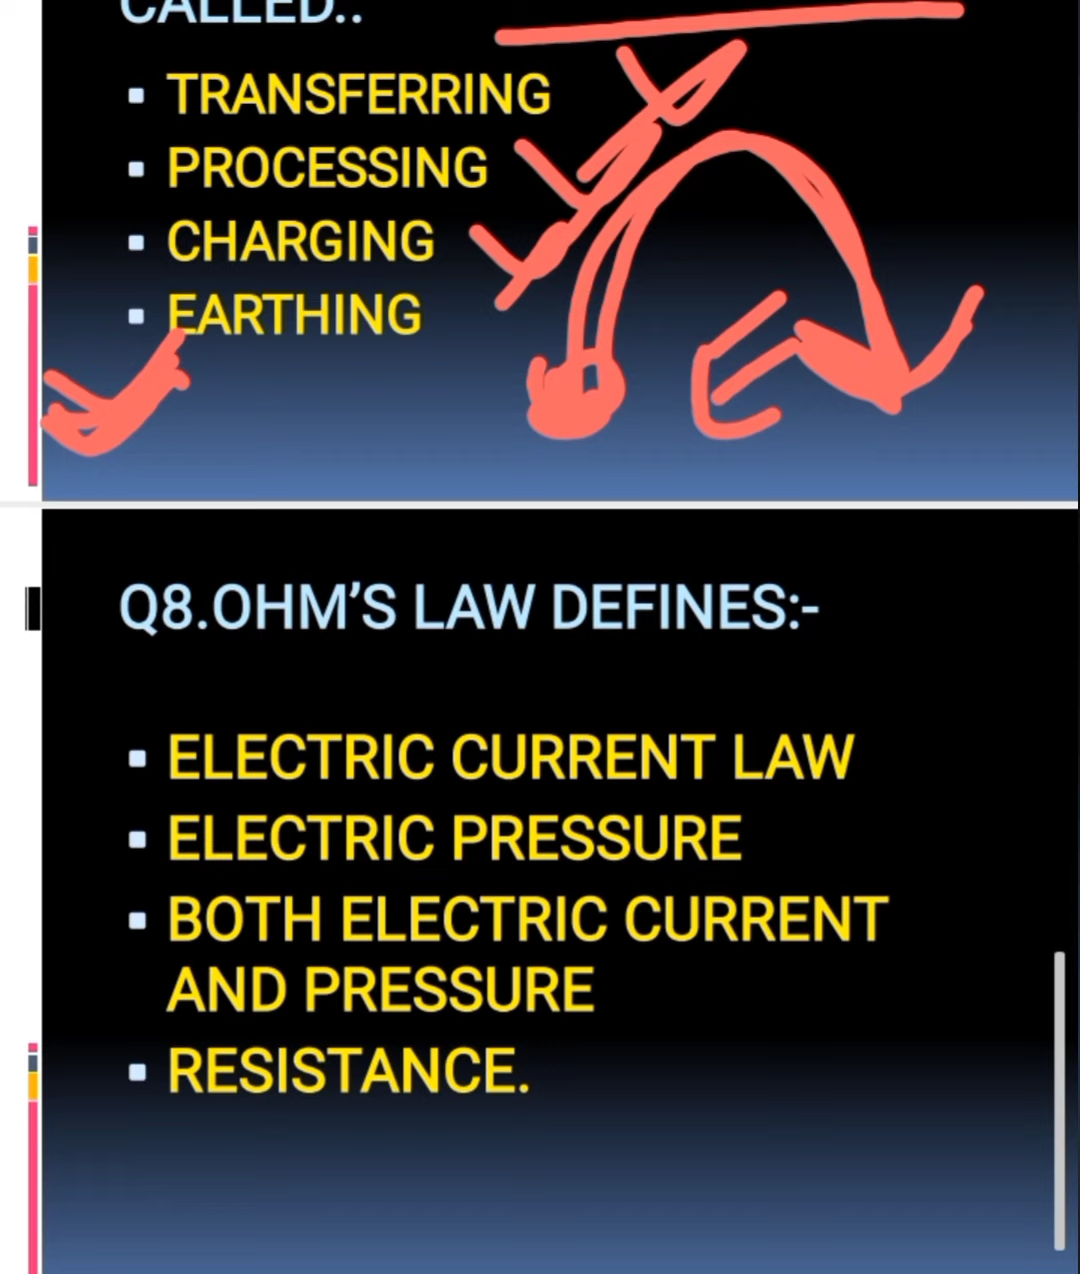 CALLED..
TRANSFERRING
PROCESSING
CHARGING
EARTHING
Q8.OHM’S LAW DEFINES:-
ELECTRIC CURRENT LAW
ELECTRIC PRESSURE
BOTH ELECTRIC CURRENT
AND PRESSURE
RESISTANCE.